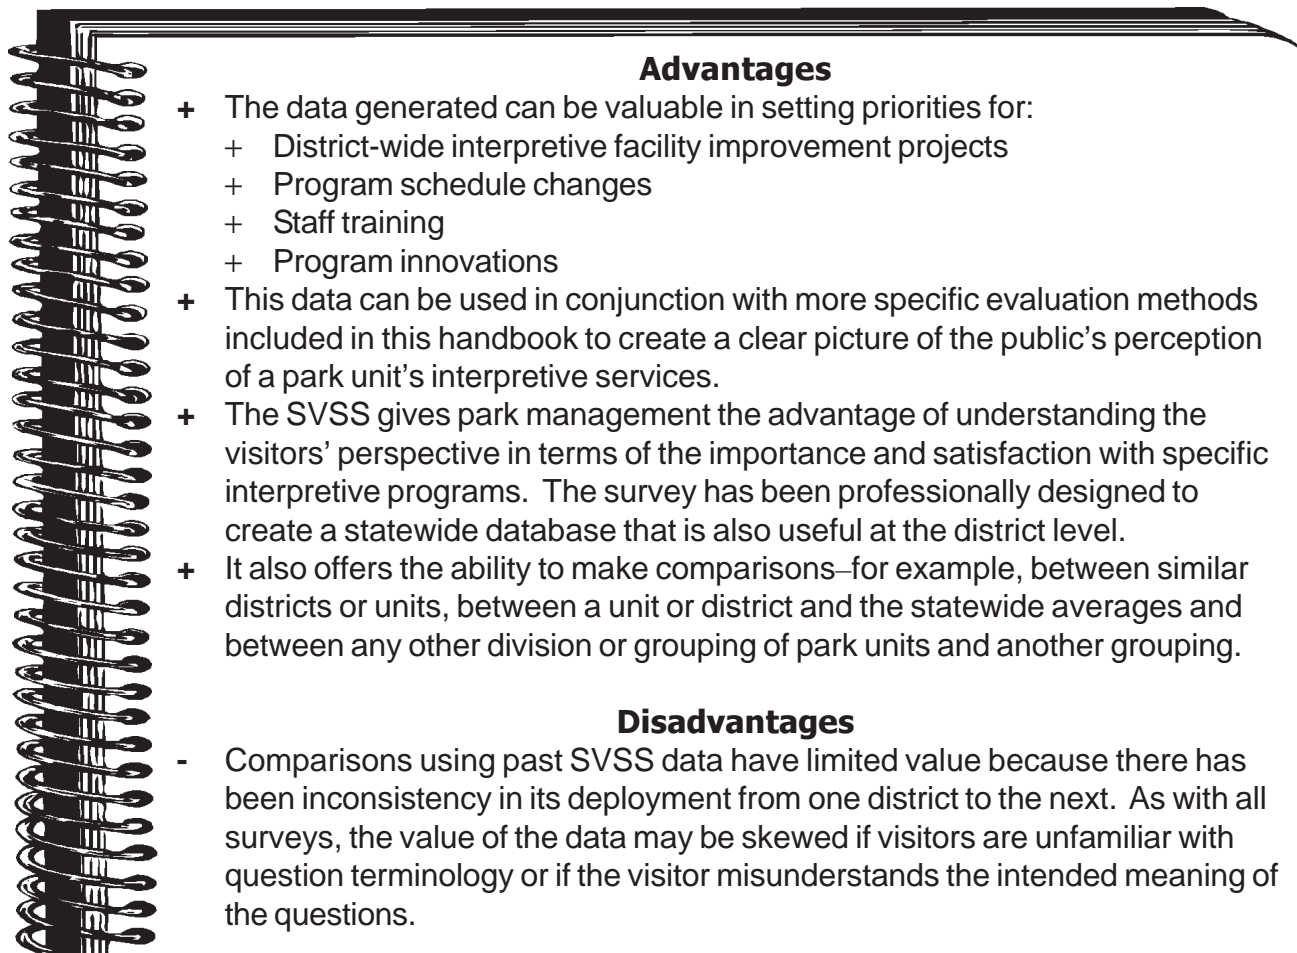 Advantages
+ The data generated can be valuable in setting priorities for:
+ District-wide interpretive facility improvement projects
+ Program schedule changes
+ Staff training
+ Program innovations
+ This data can be used in conjunction with more specific evaluation methods
included in this handbook to create a clear picture of the public’s perception
of a park unit’s interpretive services.
+ The SVSS gives park management the advantage of understanding the
visitors’ perspective in terms of the importance and satisfaction with specific
interpretive programs.  The survey has been professionally designed to
create a statewide database that is also useful at the district level.
+ It also offers the ability to make comparisons–for example, between similar
districts or units, between a unit or district and the statewide averages and
between any other division or grouping of park units and another grouping.
Disadvantages
- Comparisons using past SVSS data have limited value because there has
been inconsistency in its deployment from one district to the next.  As with all
surveys, the value of the data may be skewed if visitors are unfamiliar with
question terminology or if the visitor misunderstands the intended meaning of
the questions.